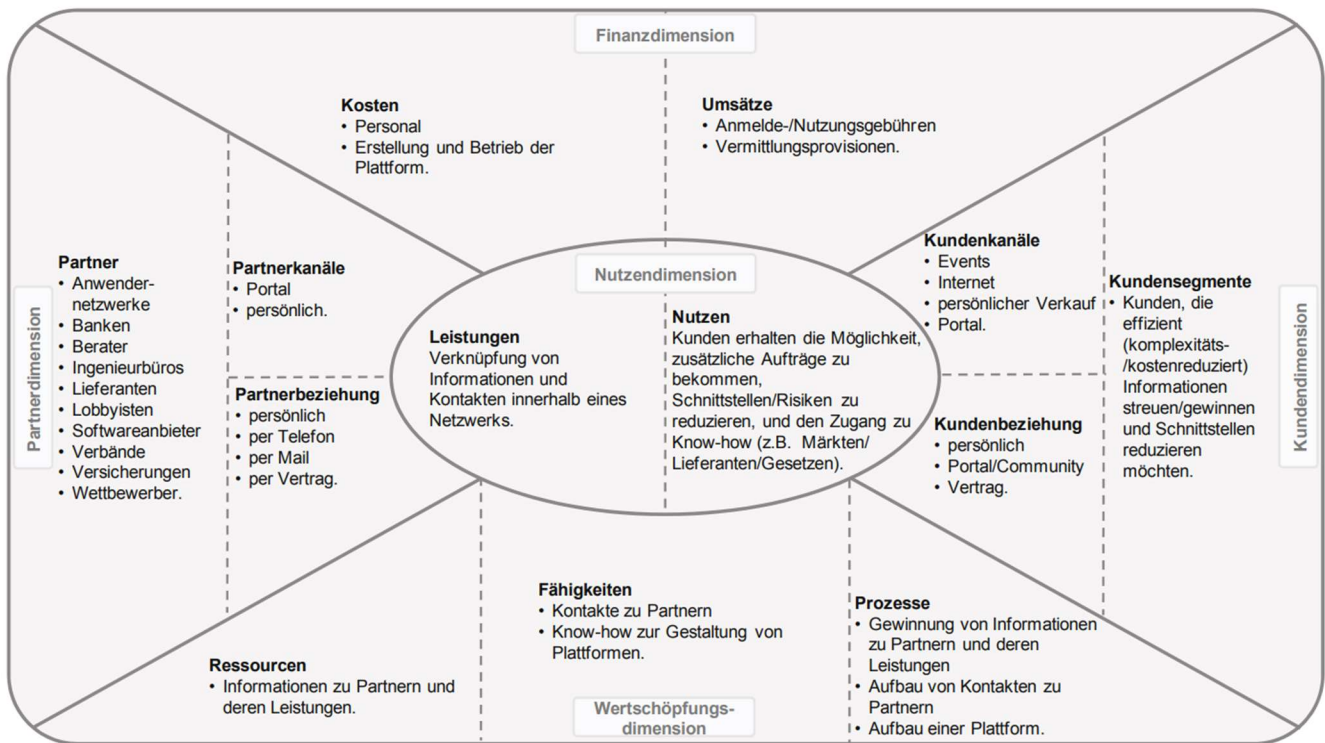 Finanzdimension
Kosten
• Personal
• Erstellung und Betrieb der
Plattform.
Umsätze
• Anmelde-/Nutzungsgebühren
• Vermittlungsprovisionen.
Partnerdimension
Partner
• Anwender-
netzwerke
• Banken
• Berater
• Ingenieurbüros
• Lieferanten
• Lobbyisten
• Softwareanbieter
• Verbände
• Versicherungen
• Wettbewerber.
Partnerkanäle
• Portal
• persönlich.
Partnerbeziehung
• persönlich
• per Telefon
• per Mail
• per Vertrag.
Nutzendimension
Leistungen
Verknüpfung von
Informationen und
Kontakten innerhalb eines
Netzwerks.
Nutzen
Kunden erhalten die Möglichkeit,
zusätzliche Aufträge zu
bekommen,
Schnittstellen/Risiken zu
reduzieren, und den Zugang zu
Know-how (z.B. Märkten/
Lieferanten/Gesetzen).
Kundenkanäle
• Events
• Internet
• persönlicher Verkauf
• Portal.
Kundenbeziehung
• persönlich
• Portal/Community
• Vertrag.
Kundensegmente
• Kunden, die
effizient
(komplexitäts-
/kostenreduziert)
Informationen
streuen/gewinnen
und Schnittstellen
reduzieren
möchten.
Kundendimension
Ressourcen
• Informationen zu Partnern und
deren Leistungen.
Fähigkeiten
• Kontakte zu Partnern
• Know-how zur Gestaltung von
Plattformen.
Wertschöpfungs-
dimension
Prozesse
• Gewinnung von Informationen
zu Partnern und deren
Leistungen
• Aufbau von Kontakten zu
Partnern
• Aufbau einer Plattform.